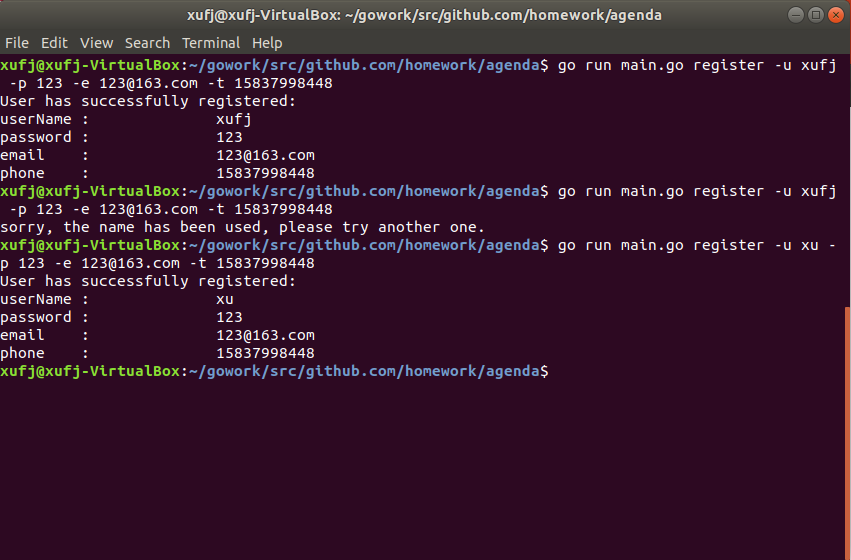 xufj@xufj-VirtualBox: ~/gowork/src/github.com/homework/agenda
File Edit View Search Terminal Help
xufj@xufj-VirtualBox:~/gowork/src/github.com/homework/agenda$ go run main.go register -u xufj
 -p 123 -e 123@163.com -t 15837998448
User has successfully registered:
userName :              xufj
password :              123
email    :              123@163.com
phone    :              15837998448
xufj@xufj-VirtualBox:~/gowork/src/github.com/homework/agenda$ go run main.go register -u xufj
 -p 123 -e 123@163.com -t 15837998448
sorry, the name has been used, please try another one.
xufj@xufj-VirtualBox:~/gowork/src/github.com/homework/agenda$ go run main.go register -u xu -
p 123 -e 123@163.com -t 15837998448
User has successfully registered:
userName :              xu
password :              123
email    :              123@163.com
phone    :              15837998448
xufj@xufj-VirtualBox:~/gowork/src/github.com/homework/agenda$